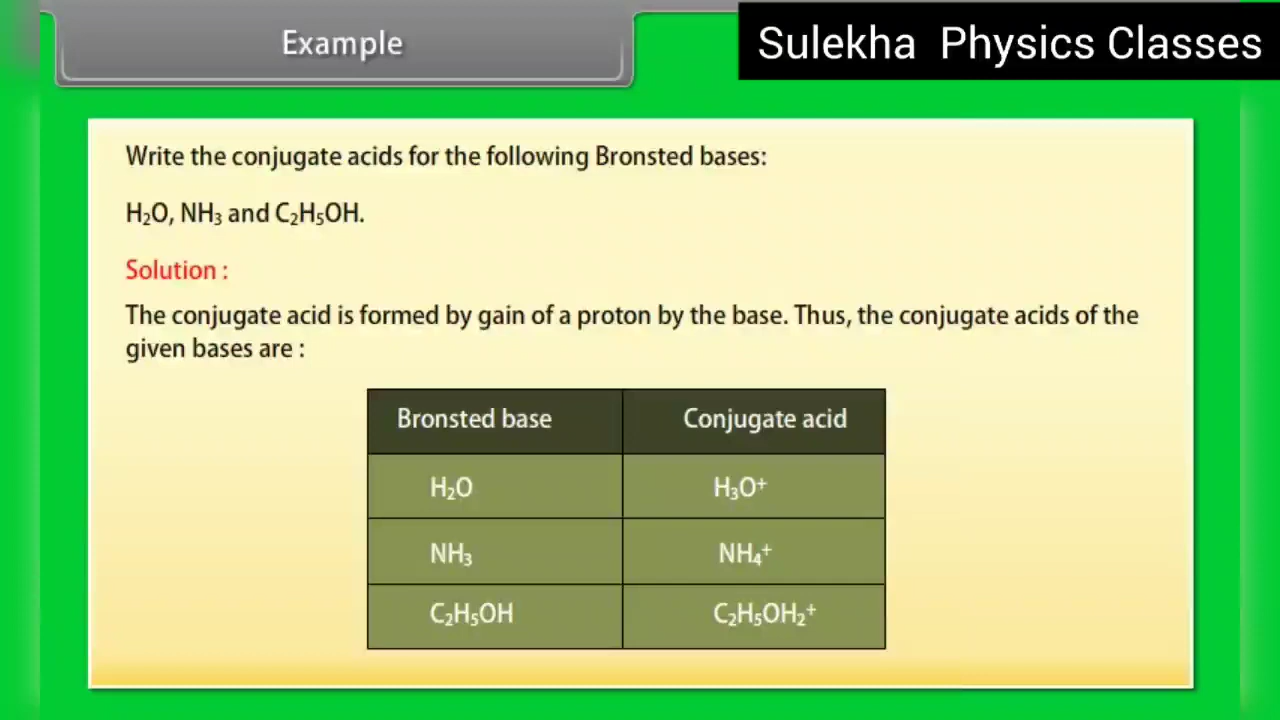 Example
Sulekha Physics Classes
Write the conjugate acids for the following Bronsted bases:
H₂O, NH₃ and C₂H₅OH.
Solution :
The conjugate acid is formed by gain of a proton by the base. Thus, the conjugate acids of the
given bases are :
Bronsted base Conjugate acid
H₂O H₃O⁺
NH₃ NH₄⁺
C₂H₅OH C₂H₅OH₂⁺